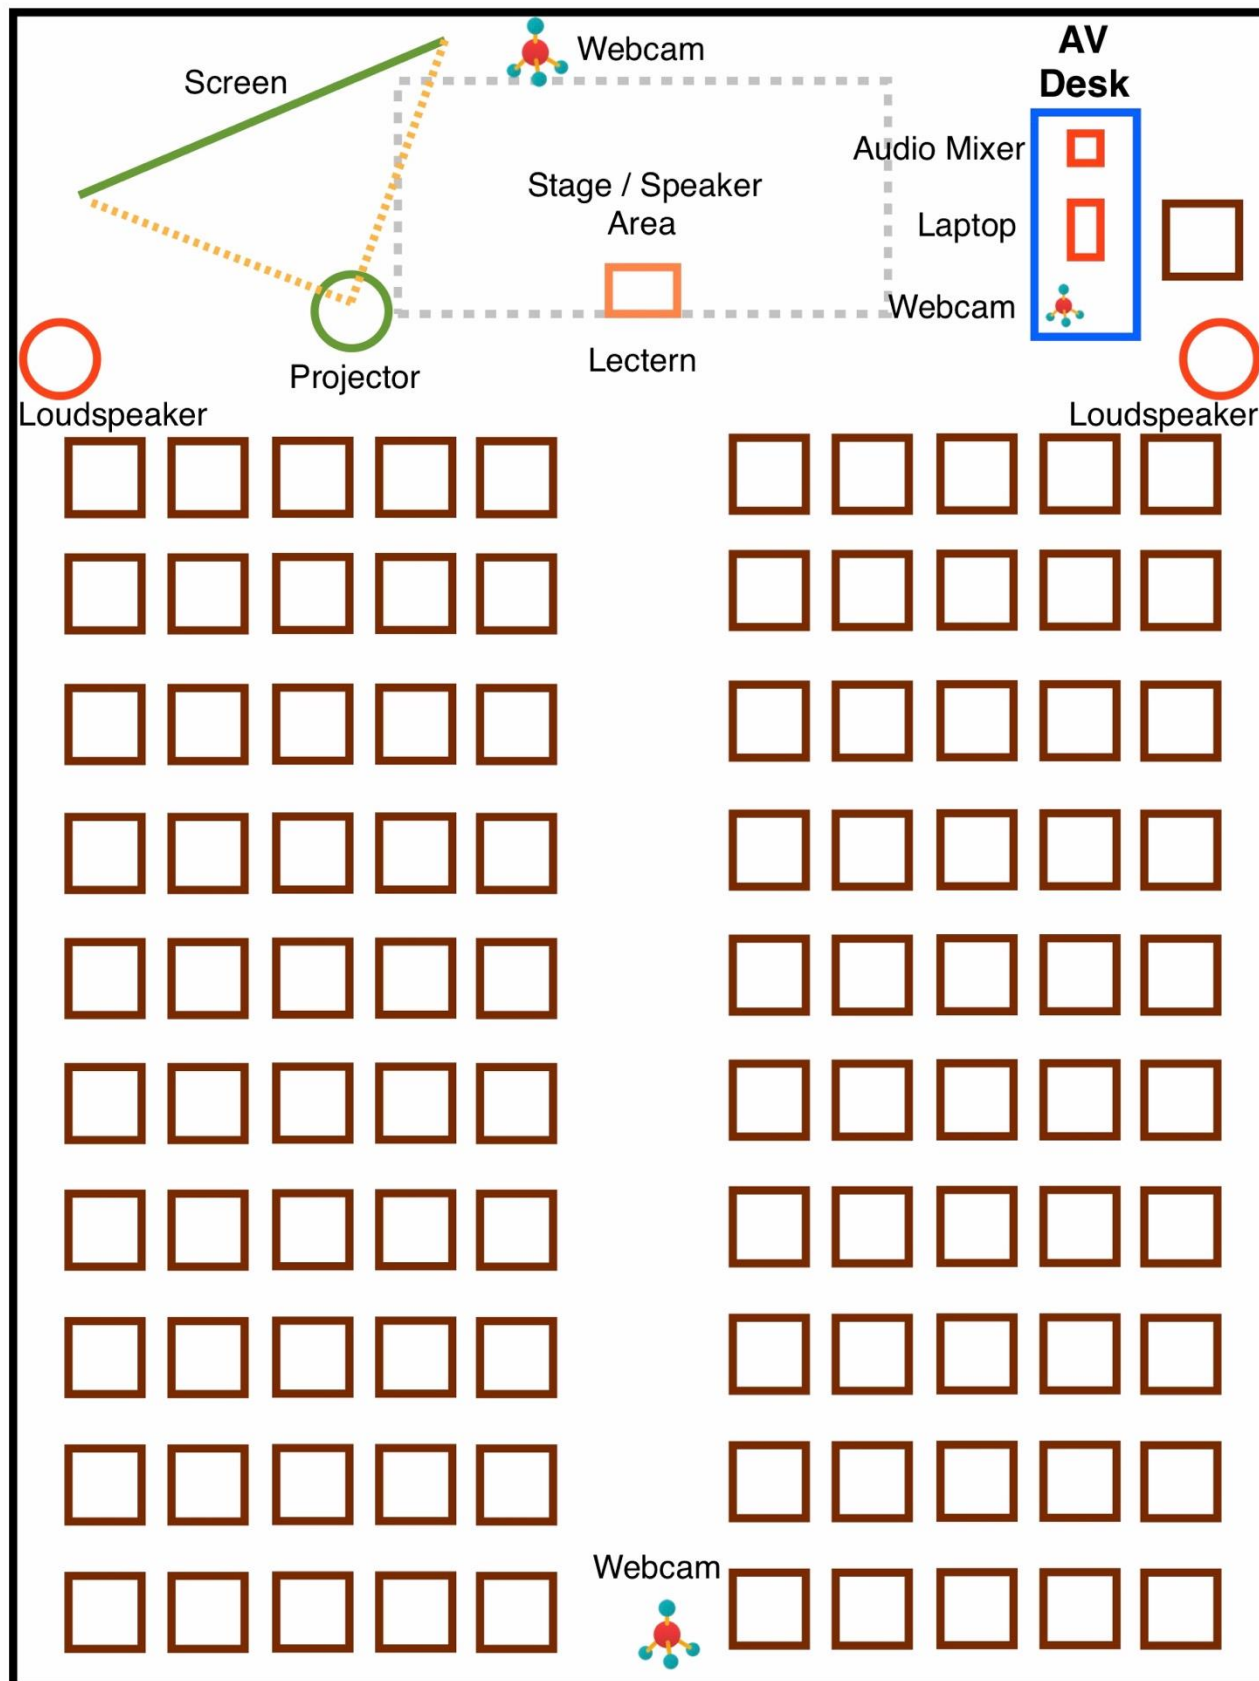 Webcam
AV
Desk
Screen
Audio Mixer
Stage / Speaker
Area
Laptop
Webcam
Lectern
Projector
Loudspeaker
Loudspeaker
Webcam